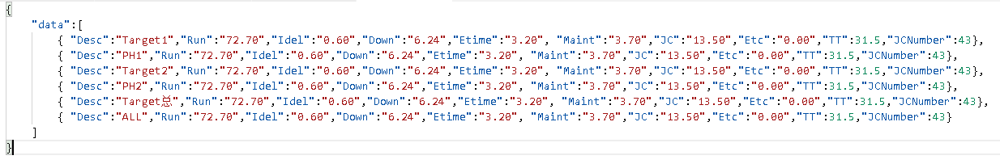 {
"data":[
{ "Desc":"Target1","Run":"72.70","Idel":"0.60","Down":"6.24","Etime":"3.20", "Maint":"3.70","JC":"13.50","Etc":"0.00","TT":31.5,"JCNumber":43},
{ "Desc":"PH1","Run":"72.70","Idel":"0.60","Down":"6.24","Etime":"3.20", "Maint":"3.70","JC":"13.50","Etc":"0.00","TT":31.5,"JCNumber":43},
{ "Desc":"Target2","Run":"72.70","Idel":"0.60","Down":"6.24","Etime":"3.20", "Maint":"3.70","JC":"13.50","Etc":"0.00","TT":31.5,"JCNumber":43},
{ "Desc":"PH2","Run":"72.70","Idel":"0.60","Down":"6.24","Etime":"3.20", "Maint":"3.70","JC":"13.50","Etc":"0.00","TT":31.5,"JCNumber":43},
{ "Desc":"Target总","Run":"72.70","Idel":"0.60","Down":"6.24","Etime":"3.20", "Maint":"3.70","JC":"13.50","Etc":"0.00","TT":31.5,"JCNumber":43},
{ "Desc":"ALL","Run":"72.70","Idel":"0.60","Down":"6.24","Etime":"3.20", "Maint":"3.70","JC":"13.50","Etc":"0.00","TT":31.5,"JCNumber":43}
]
}